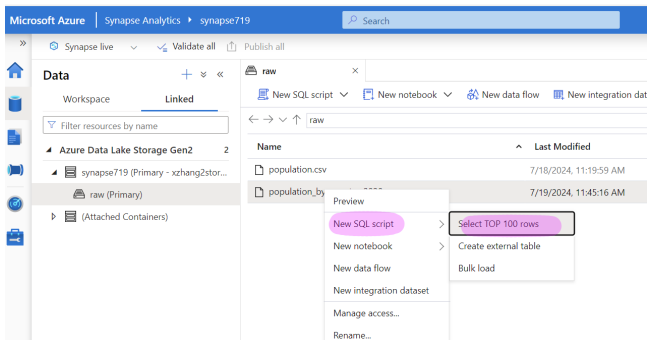 Microsoft Azure Synapse Analytics synapse719 Search
Synapse live Validate all Publish all
Data
Workspace Linked
Filter resources by name
Azure Data Lake Storage Gen2 2
synapse719 (Primary - xzhang2stor...
raw (Primary)
(Attached Containers)
raw
New SQL script New notebook New data flow New integration dat
raw
Name Last Modified
population.csv 7/18/2024, 11:19:59 AM
7/19/2024, 11:45:16 AM
Preview
New SQL script
New notebook
New data flow
New integration dataset
Manage access...
Rename...
Select TOP 100 rows
Create external table
Bulk load